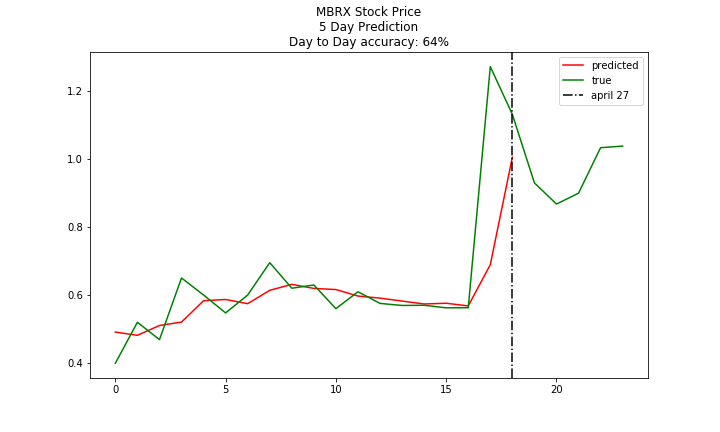 MBRX Stock Price
5 Day Prediction
Day to Day accuracy: 64%
predicted
true
april 27
1.2
1.0
0.8
0.6
0.4
0 5 10 15 20